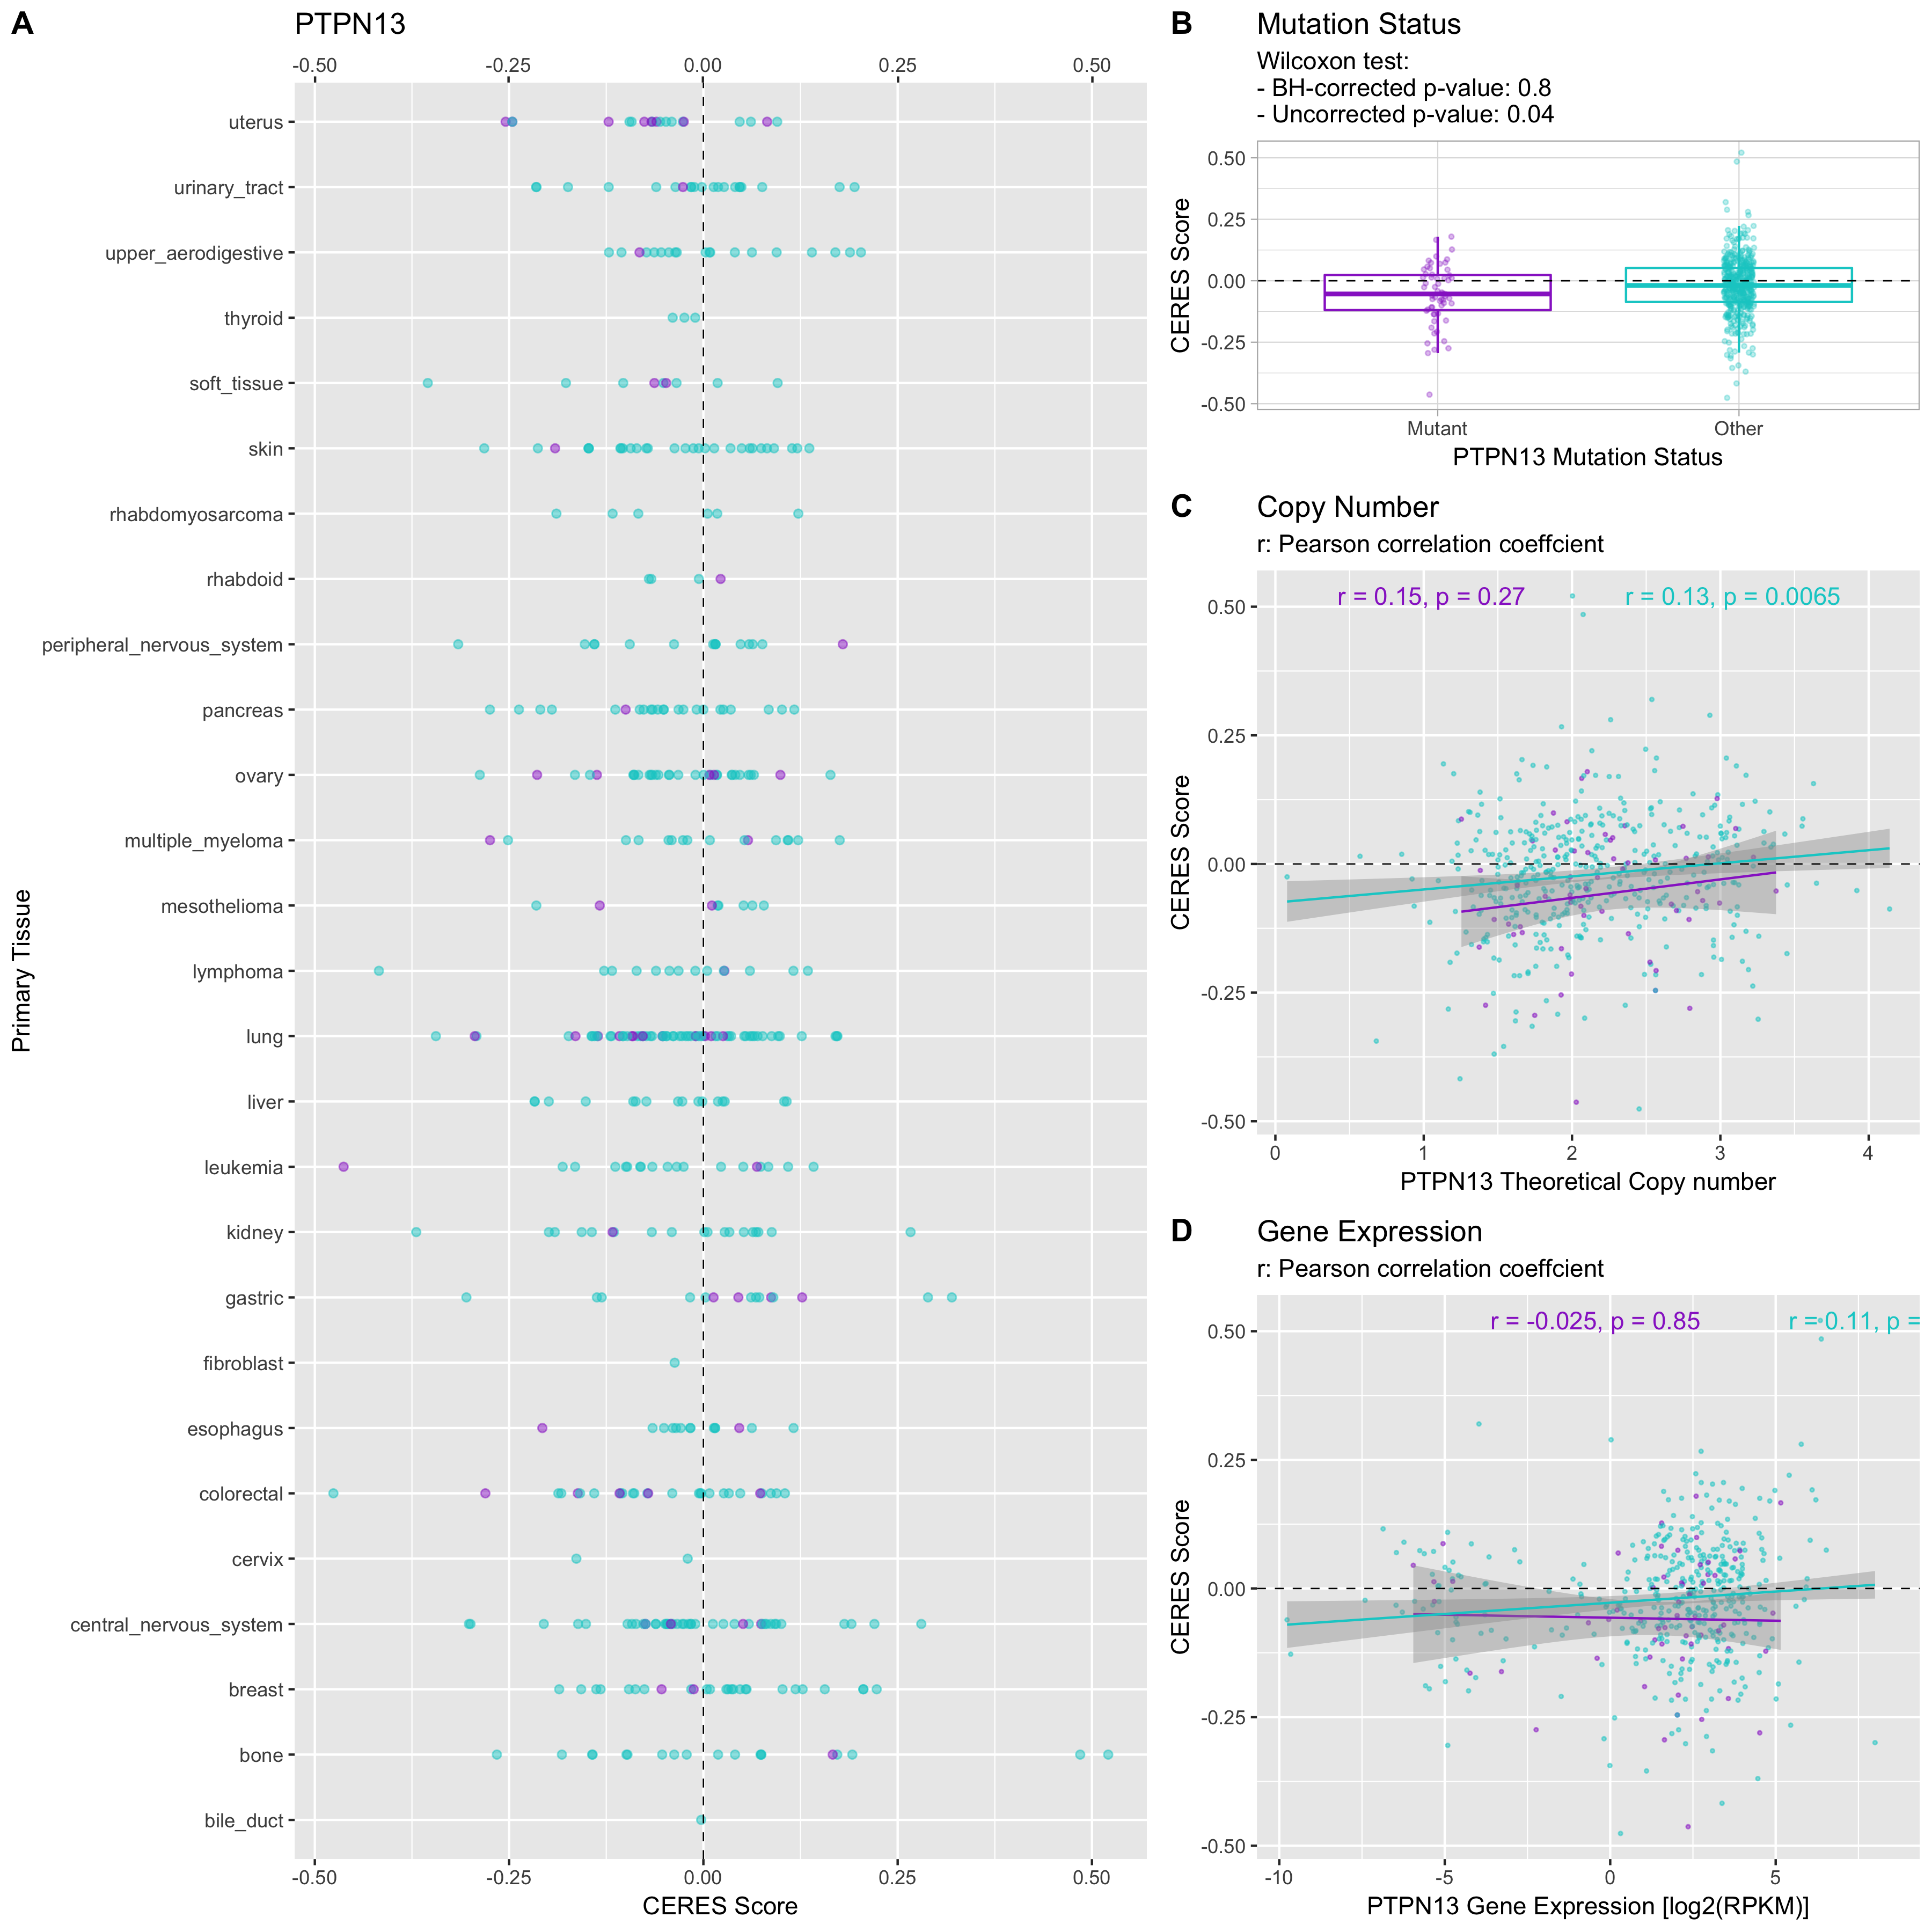 A
PTPN13
-0.50 -0.25 0.00 0.25 0.50
Primary Tissue
uterus
urinary_tract
upper_aerodigestive
thyroid
soft_tissue
skin
rhabdomyosarcoma
rhabdoid
peripheral_nervous_system
pancreas
ovary
multiple_myeloma
mesothelioma
lymphoma
lung
liver
leukemia
kidney
gastric
fibroblast
esophagus
colorectal
cervix
central_nervous_system
breast
bone
bile_duct
-0.50 -0.25 0.00 0.25 0.50
CERES Score
B
Mutation Status
Wilcoxon test:
- BH-corrected p-value: 0.8
- Uncorrected p-value: 0.04
CERES Score
0.50
0.25
0.00
-0.25
-0.50
Mutant Other
PTPN13 Mutation Status
C
Copy Number
r: Pearson correlation coeffcient
r = 0.15, p = 0.27 r = 0.13, p = 0.0065
CERES Score
0.50
0.25
0.00
-0.25
-0.50
0 1 2 3 4
PTPN13 Theoretical Copy number
D
Gene Expression
r: Pearson correlation coeffcient
r = -0.025, p = 0.85 r = 0.11, p =
CERES Score
0.50
0.25
0.00
-0.25
-0.50
-10 -5 0 5
PTPN13 Gene Expression [log2(RPKM)]